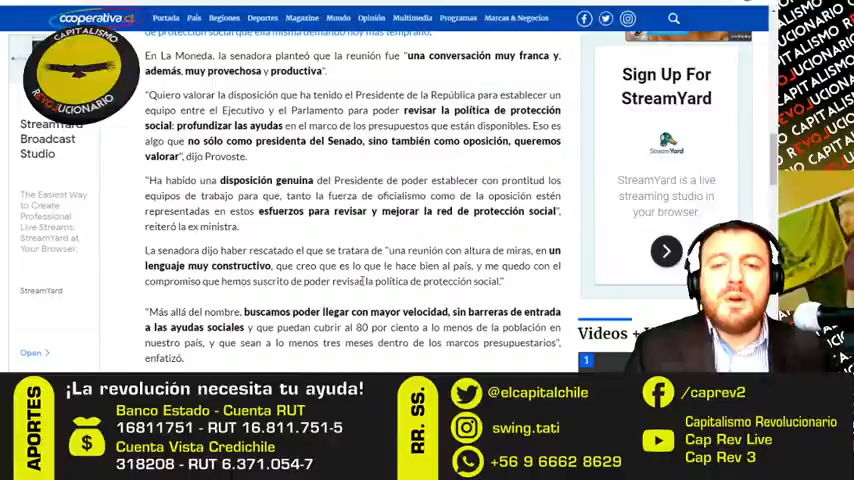 cooperativa.cl
Portada País Regiones Deportes Magazine Mundo Opinión Multimedia Programas Marcas & Negocios
de protección social que ella misma demandó hoy más temprano.
CAPITALISMO
REVOLUCIONARIO
En La Moneda, la senadora planteó que la reunión fue "una conversación muy franca y,
además, muy provechosa y productiva".
"Quiero valorar la disposición que ha tenido el Presidente de la República para establecer un
equipo entre el Ejecutivo y el Parlamento para poder revisar la política de protección
social: profundizar las ayudas en el marco de los presupuestos que están disponibles. Eso es
algo que no sólo como presidenta del Senado, sino también como oposición, queremos
valorar", dijo Provoste.
"Ha habido una disposición genuina del Presidente de poder establecer con prontitud los
equipos de trabajo para que, tanto la fuerza de oficialismo como de la oposición estén
representadas en estos esfuerzos para revisar y mejorar la red de protección social",
reiteró la ex ministra.
La senadora dijo haber rescatado el que se tratara de "una reunión con altura de miras, en un
lenguaje muy constructivo, que creo que es lo que le hace bien al país, y me quedo con el
compromiso que hemos suscrito de poder revisar la política de protección social."
"Más allá del nombre, buscamos poder llegar con mayor velocidad, sin barreras de entrada
a las ayudas sociales y que puedan cubrir al 80 por ciento a lo menos de la población en
nuestro país, y que sean a lo menos tres meses dentro de los marcos presupuestarios",
enfatizó.
StreamYard
Broadcast
Studio
The Easiest Way
to Create
Professional
Live Streams.
StreamYard at
Your Browser.
StreamYard
Open >
Sign Up For
StreamYard
StreamYard
StreamYard is a live
streaming studio in
your browser.
Videos +
1
APORTES
¡La revolución necesita tu ayuda!
Banco Estado - Cuenta RUT
16811751 - RUT 16.811.751-5
Cuenta Vista Credichile
318208 - RUT 6.371.054-7
RR. SS.
@elcapitalchile
swing.tati
+56 9 6662 8629
/caprev2
Capitalismo Revolucionario
Cap Rev Live
Cap Rev 3